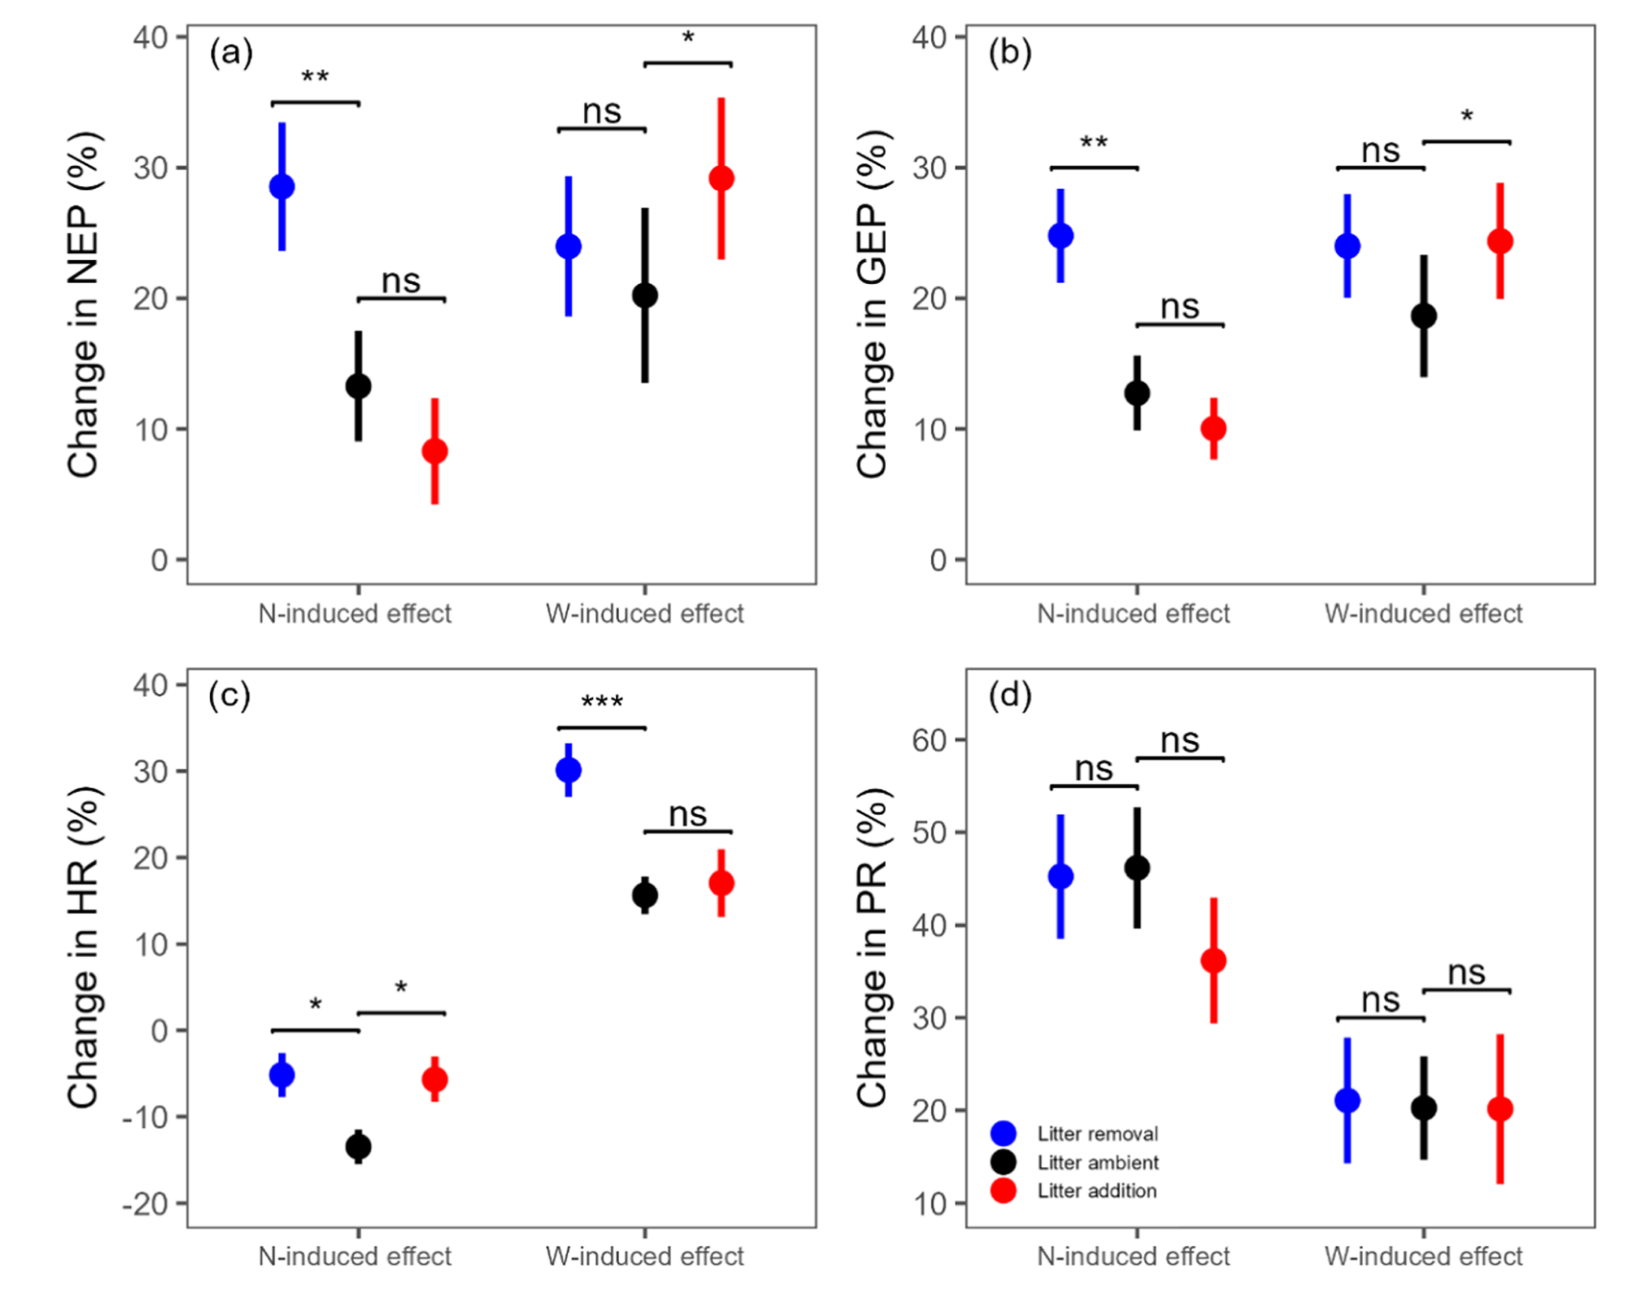 (a)
Change in NEP (%)
40
30
20
10
0
**
ns
ns
*
N-induced effect
W-induced effect
(b)
Change in GEP (%)
40
30
20
10
0
**
ns
ns
*
N-induced effect
W-induced effect
(c)
Change in HR (%)
40
30
20
10
0
-10
-20
*
*
***
ns
N-induced effect
W-induced effect
(d)
Change in PR (%)
60
50
40
30
20
10
ns
ns
ns
ns
Litter removal
Litter ambient
Litter addition
N-induced effect
W-induced effect